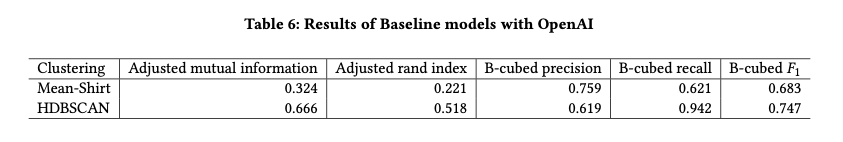 Table 6: Results of Baseline models with OpenAI
Clustering Adjusted mutual information Adjusted rand index B-cubed precision B-cubed recall B-cubed F1
Mean-Shirt 0.324 0.221 0.759 0.621 0.683
HDBSCAN 0.666 0.518 0.619 0.942 0.747